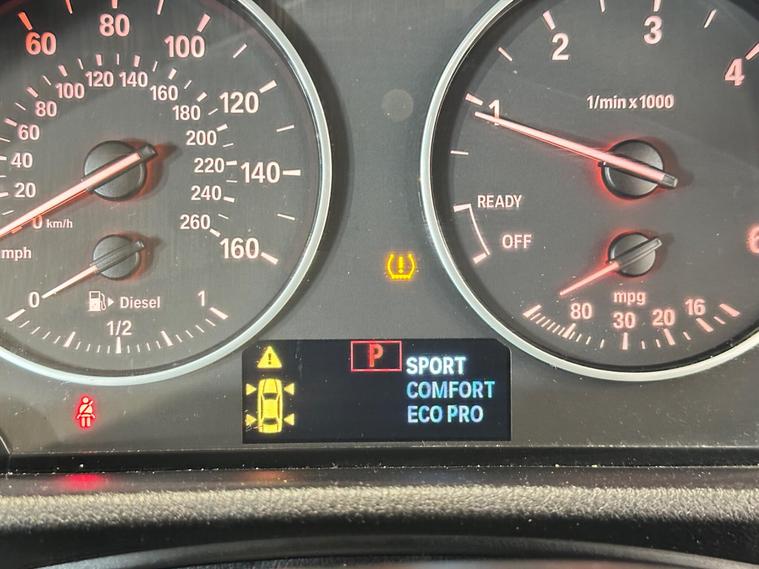 60 80 100 120 140 160
20 40 60 80 100 120 140 160 180 200 220 240 260
0 km/h
mph
0 1/2 1
Diesel
1 2 3 4 6
1/min x 1000
READY
OFF
mpg
80 30 20 16
P
SPORT
COMFORT
ECO PRO